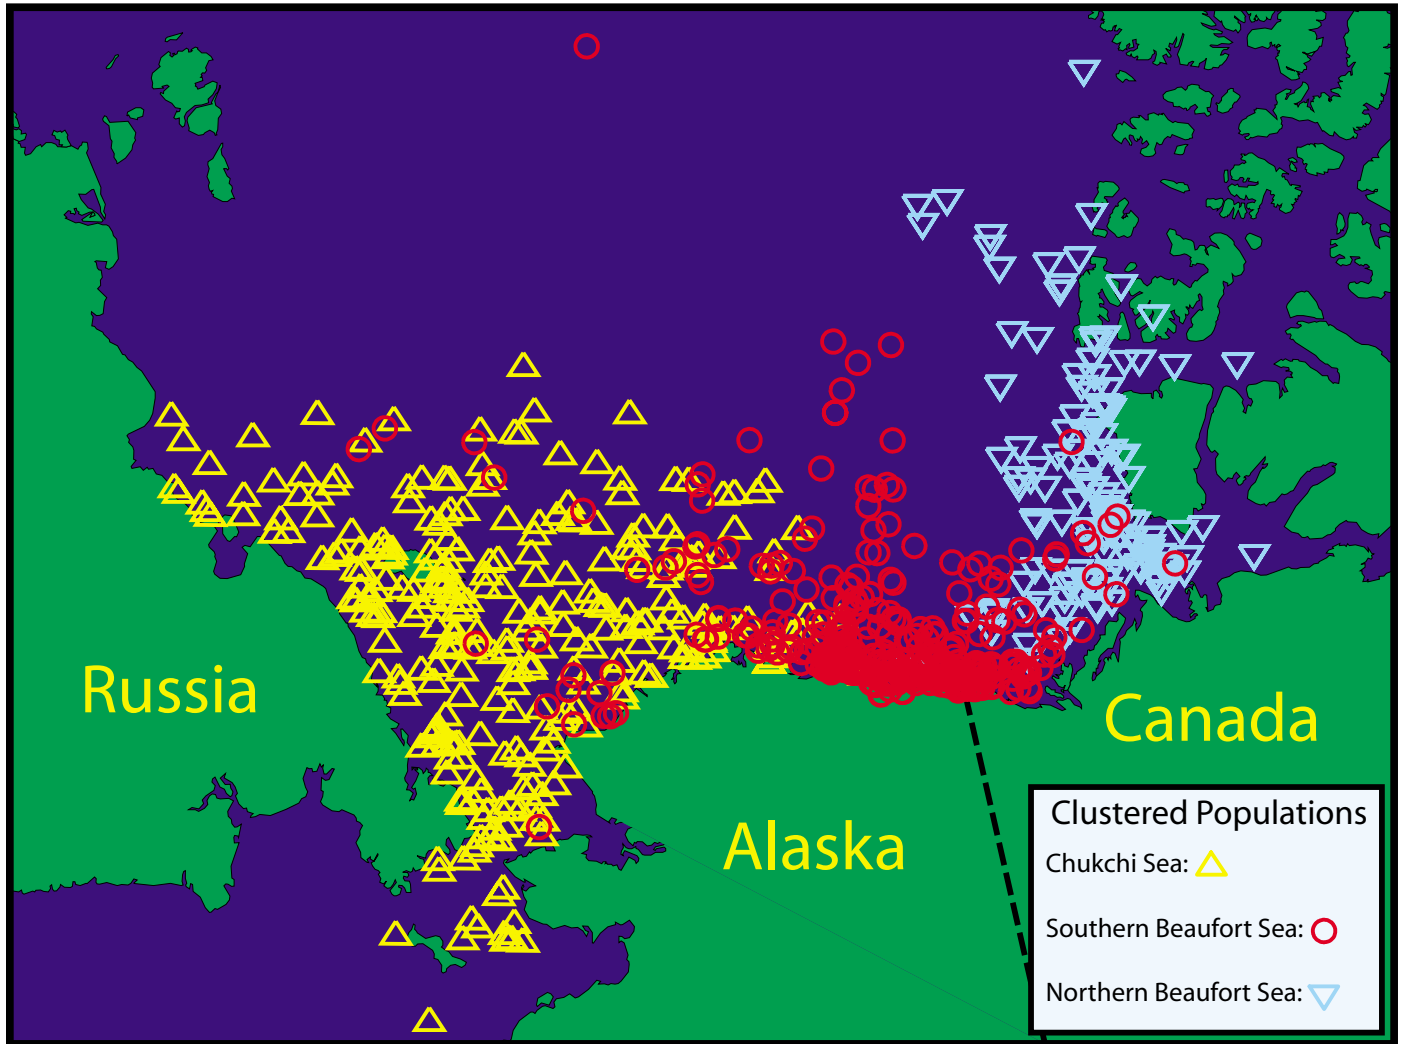 Russia
Canada
Alaska
Clustered Populations
Chukchi Sea:
Southern Beaufort Sea:
Northern Beaufort Sea: